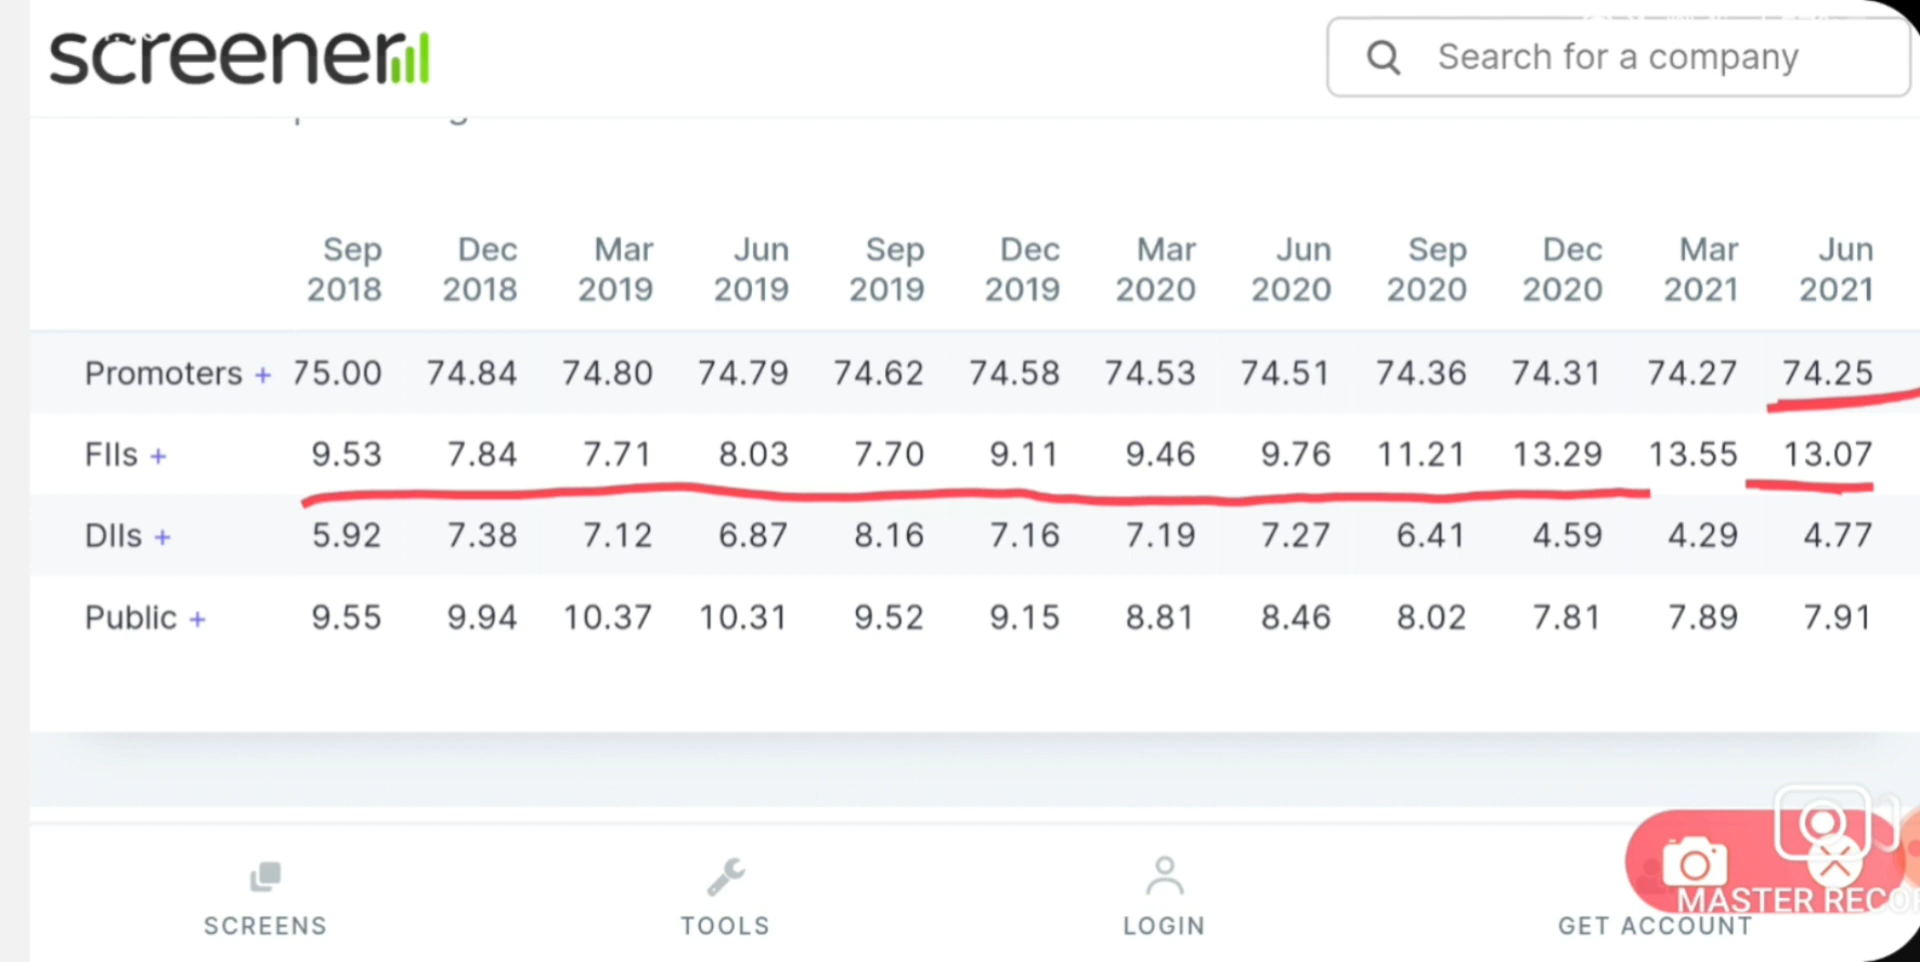 screener
Search for a company
Sep 2018 Dec 2018 Mar 2019 Jun 2019 Sep 2019 Dec 2019 Mar 2020 Jun 2020 Sep 2020 Dec 2020 Mar 2021 Jun 2021
Promoters + 75.00 74.84 74.80 74.79 74.62 74.58 74.53 74.51 74.36 74.31 74.27 74.25
FIIs + 9.53 7.84 7.71 8.03 7.70 9.11 9.46 9.76 11.21 13.29 13.55 13.07
DIIs + 5.92 7.38 7.12 6.87 8.16 7.16 7.19 7.27 6.41 4.59 4.29 4.77
Public + 9.55 9.94 10.37 10.31 9.52 9.15 8.81 8.46 8.02 7.81 7.89 7.91
MASTER RECO
SCREENS TOOLS LOGIN GET ACCOUNT